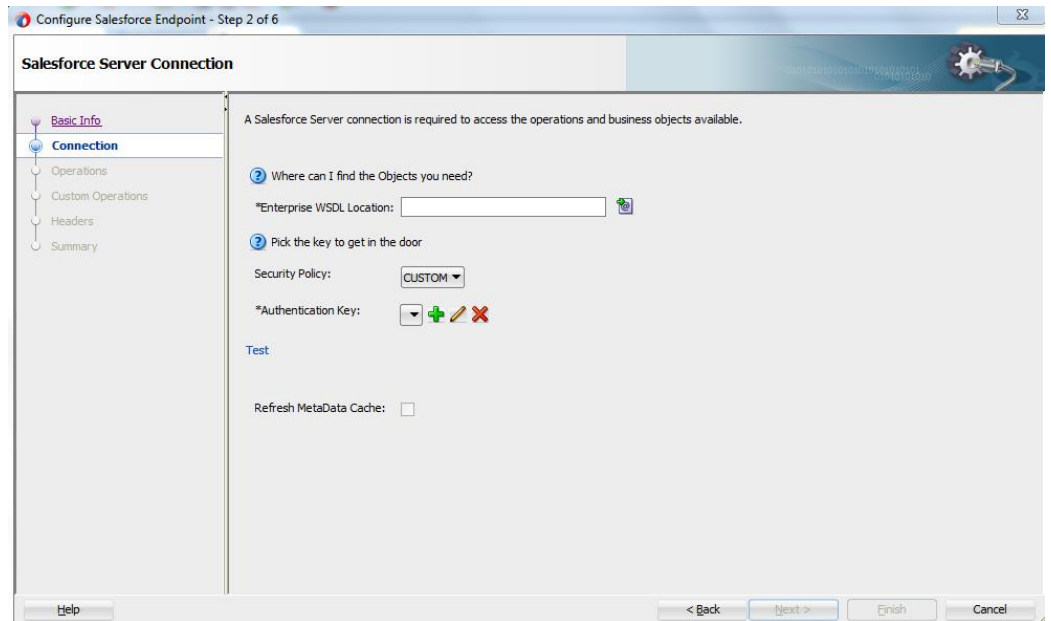 Configure Salesforce Endpoint - Step 2 of 6
Salesforce Server Connection
Basic Info
Connection
Operations
Custom Operations
Headers
Summary
A Salesforce Server connection is required to access the operations and business objects available.
Where can I find the Objects you need?
*Enterprise WSDL Location:
Pick the key to get in the door
Security Policy:
CUSTOM
*Authentication Key:
Test
Refresh MetaData Cache:
Help
< Back
Next >
Finish
Cancel